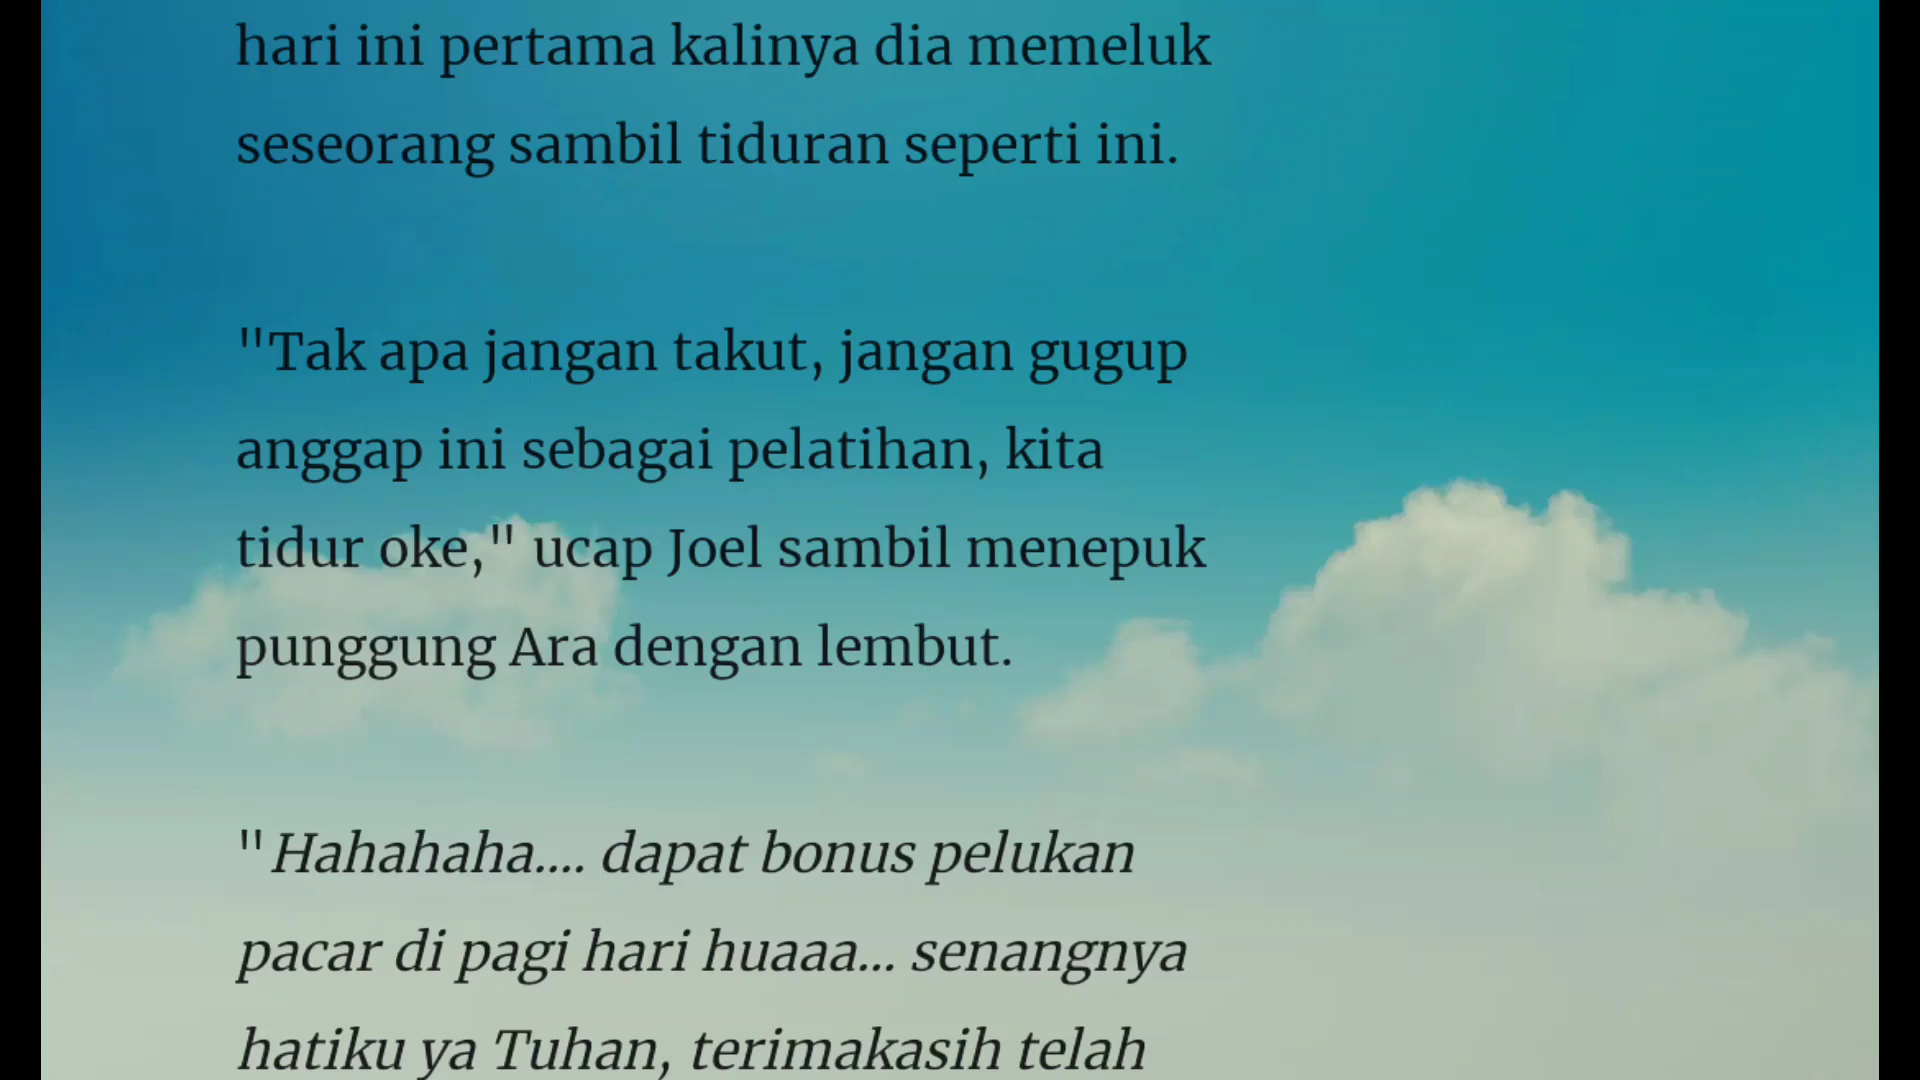 hari ini pertama kalinya dia memeluk
seseorang sambil tiduran seperti ini.
"Tak apa jangan takut, jangan gugup
anggap ini sebagai pelatihan, kita
tidur oke," ucap Joel sambil menepuk
punggung Ara dengan lembut.
"Hahahaha.... dapat bonus pelukan
pacar di pagi hari huaaa... senangnya
hatiku ya Tuhan, terimakasih telah